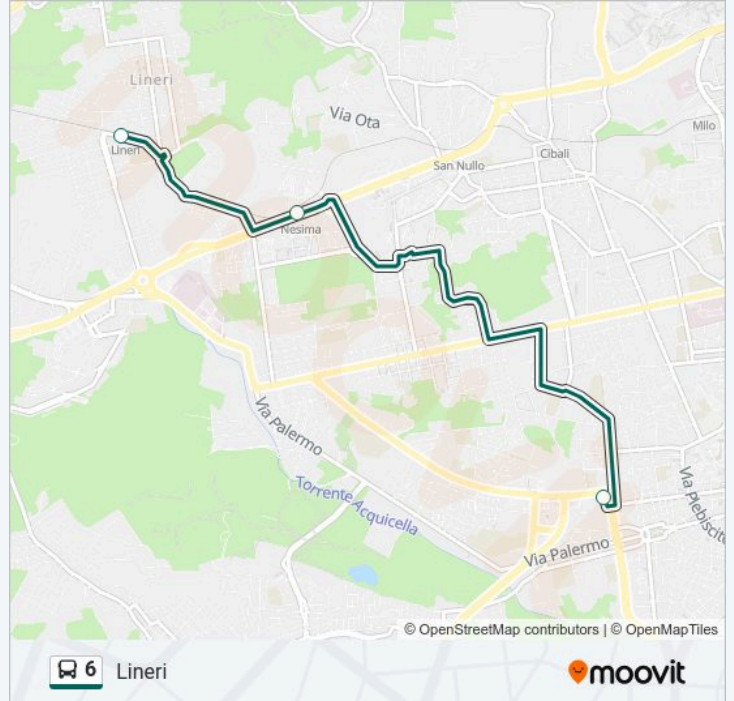 Lineri
Via Ota
Milo
Lineri
San Nullo
Cibali
Nesima
Via Palermo
Torrente Acquicella
Via Plebiscito
Via Palermo
© OpenStreetMap contributors | © OpenMapTiles
6 Lineri
moovit